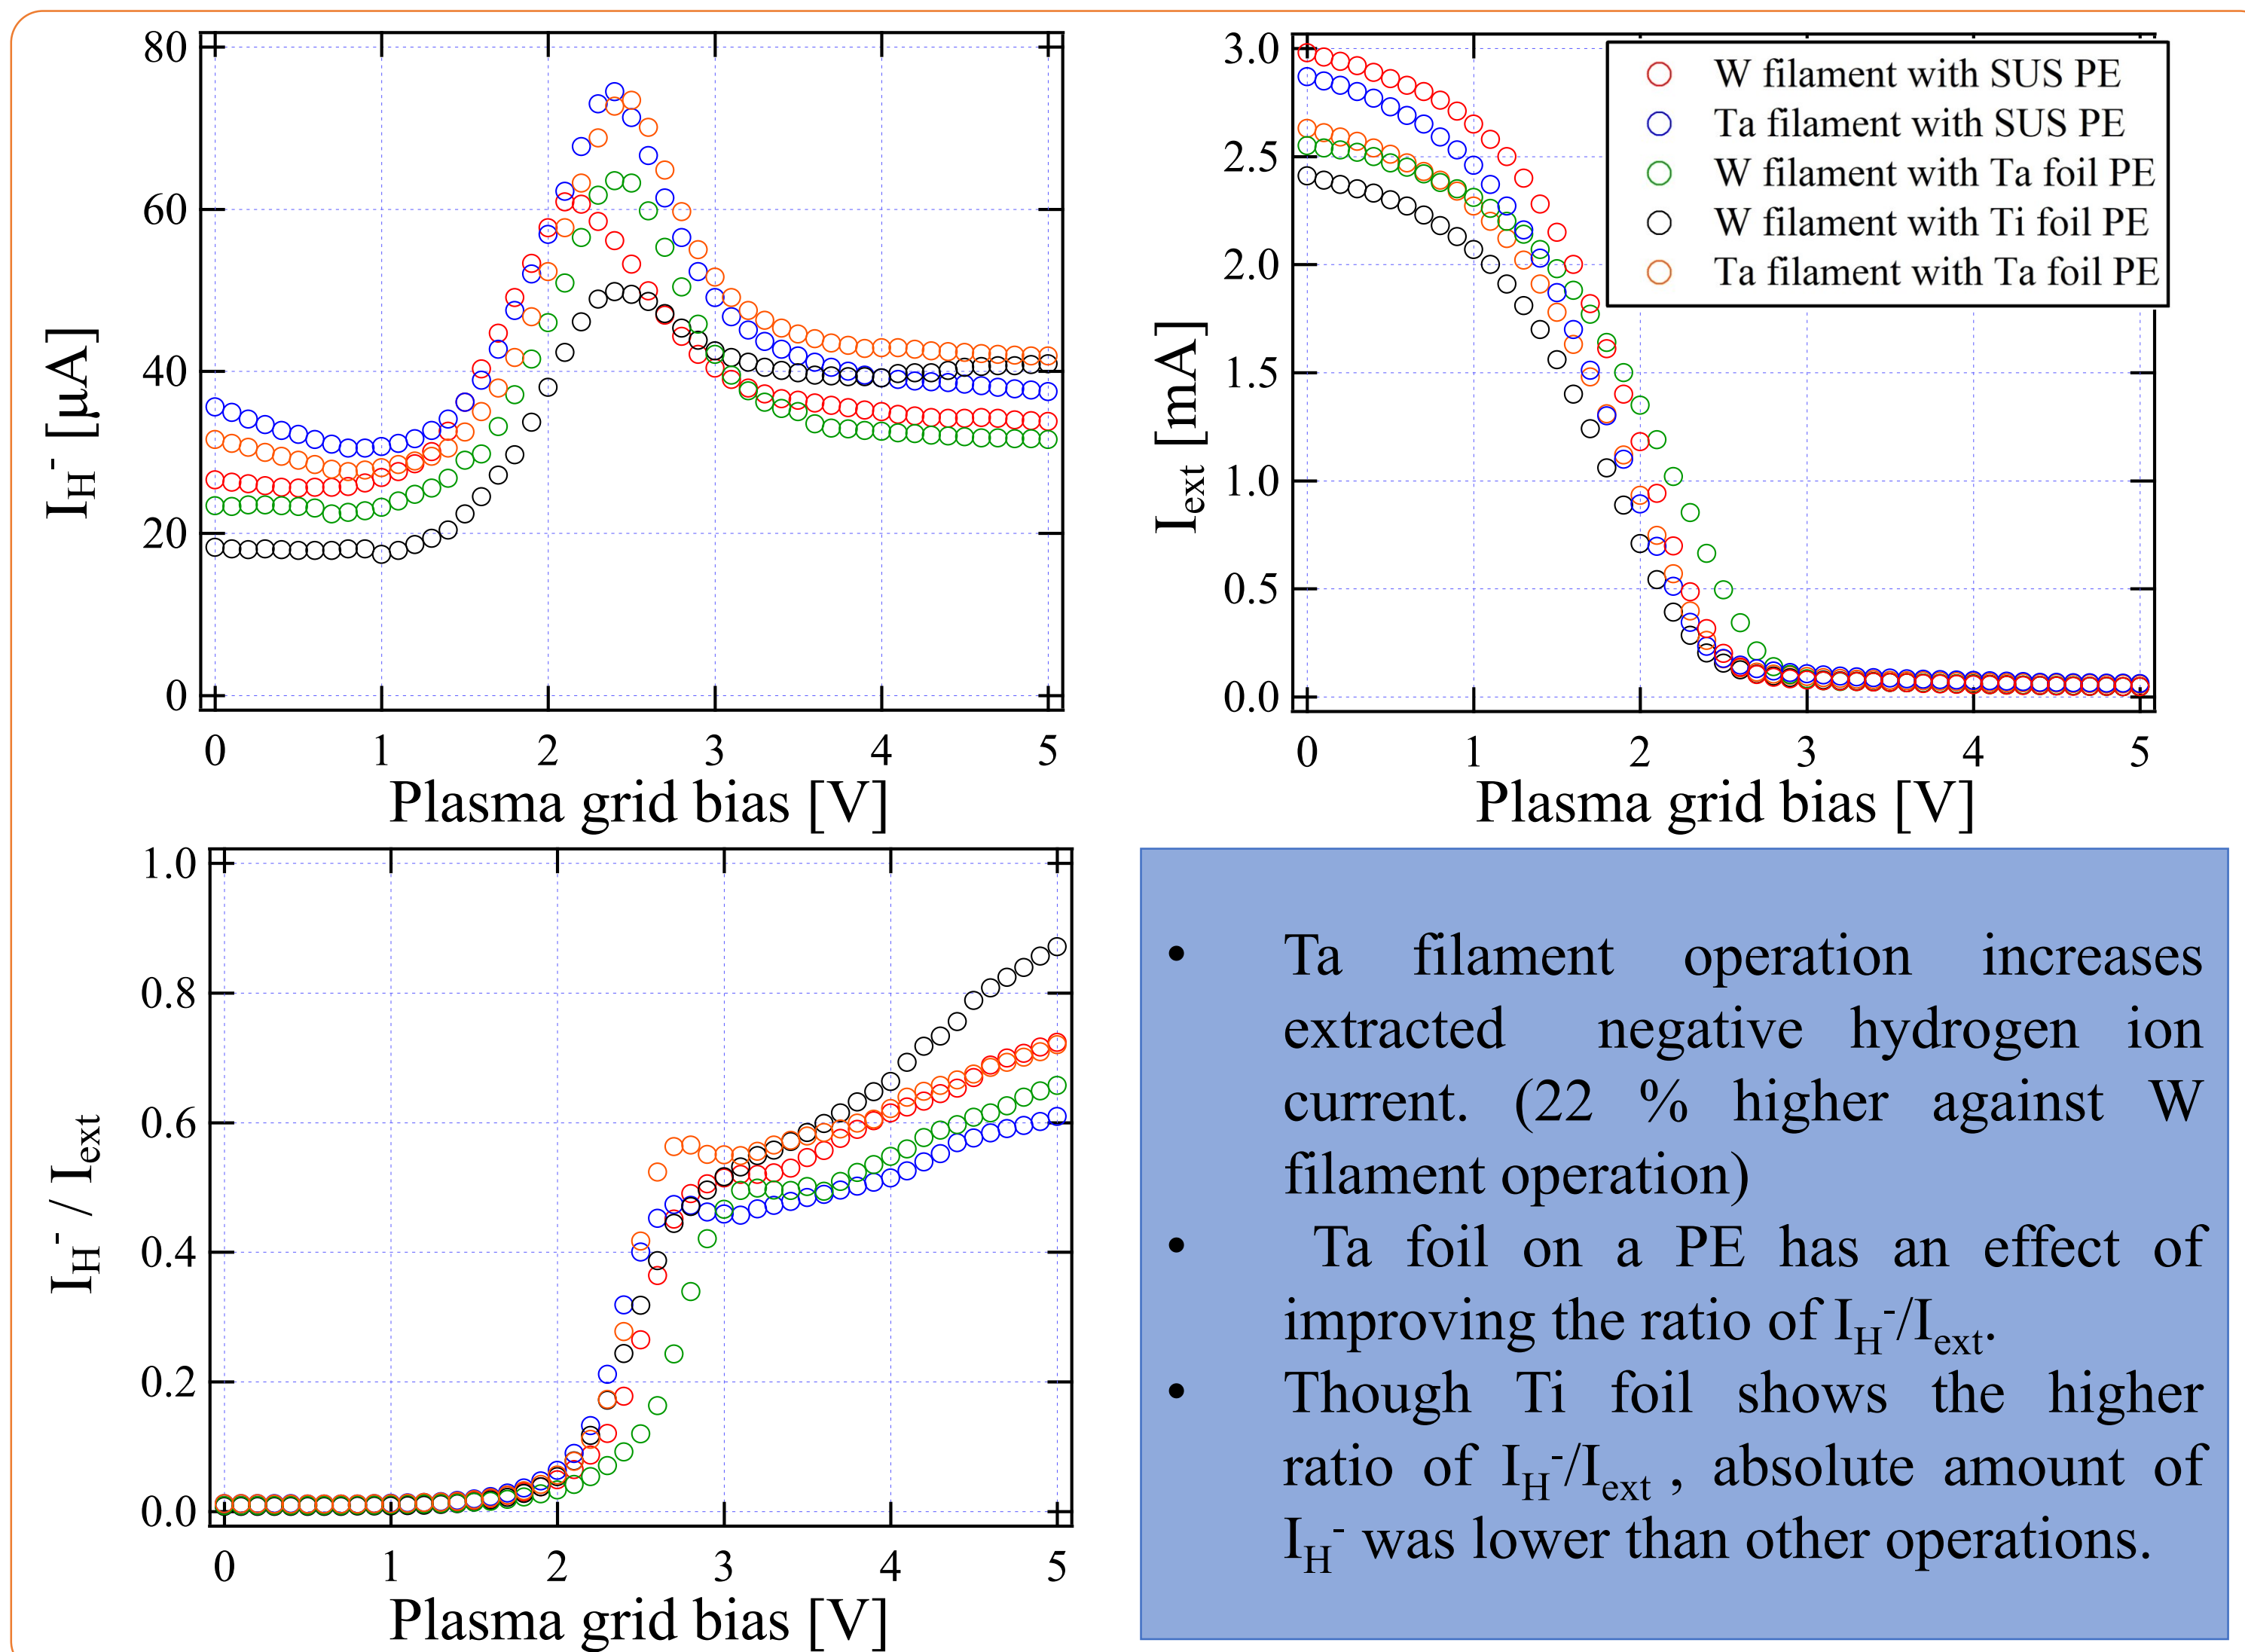 80
60
40
20
0
I_H^- [µA]
0 1 2 3 4 5
Plasma grid bias [V]
3.0
2.5
2.0
1.5
1.0
0.5
0.0
I_ext [mA]
W filament with SUS PE
Ta filament with SUS PE
W filament with Ta foil PE
W filament with Ti foil PE
Ta filament with Ta foil PE
0 1 2 3 4 5
Plasma grid bias [V]
1.0
0.8
0.6
0.4
0.2
0.0
I_H^- / I_ext
0 1 2 3 4 5
Plasma grid bias [V]
• Ta filament operation increases
extracted negative hydrogen ion
current. (22 % higher against W
filament operation)
• Ta foil on a PE has an effect of
improving the ratio of I_H^-/I_ext.
• Though Ti foil shows the higher
ratio of I_H^-/I_ext , absolute amount of
I_H^- was lower than other operations.